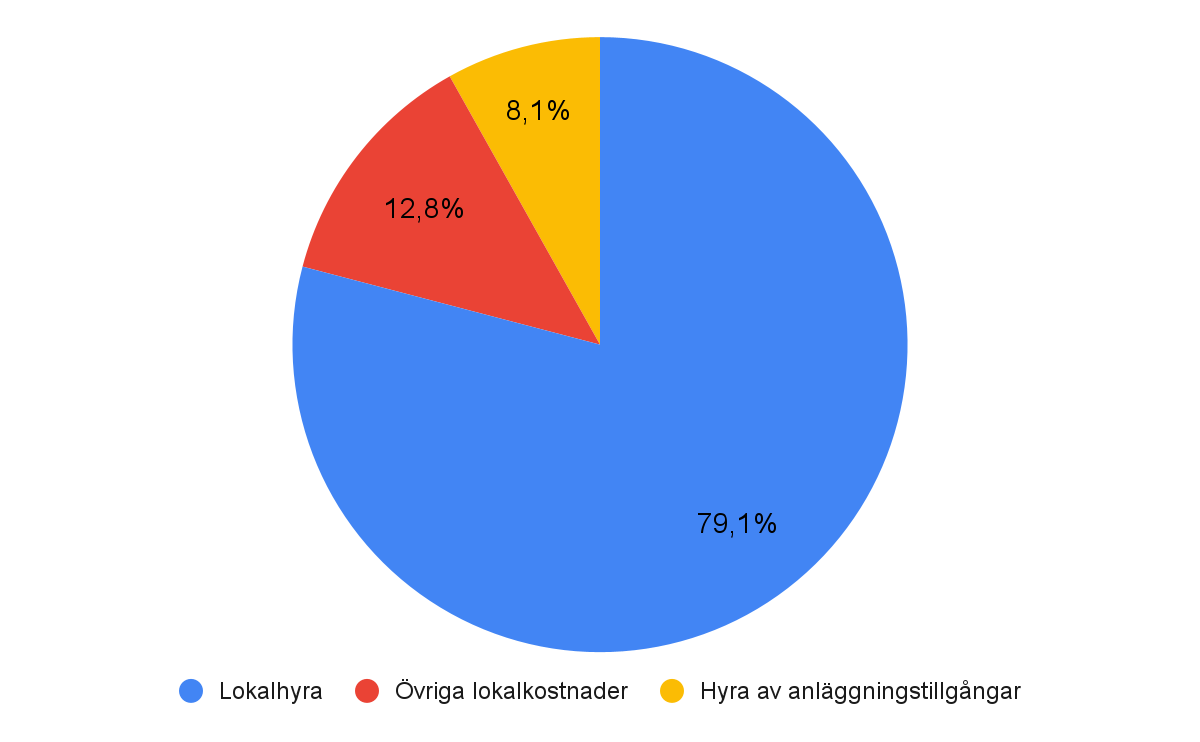 8,1%
12,8%
79,1%
Lokalhyra
Övriga lokalkostnader
Hyra av anläggningstillgångar